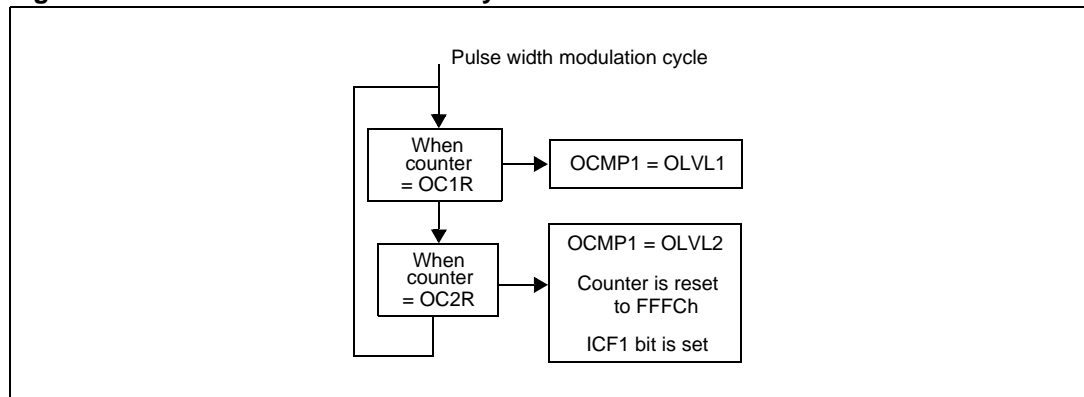 Pulse width modulation cycle
When
counter
= OC1R
OCMP1 = OLVL1
When
counter
= OC2R
OCMP1 = OLVL2
Counter is reset
to FFFCh
ICF1 bit is set